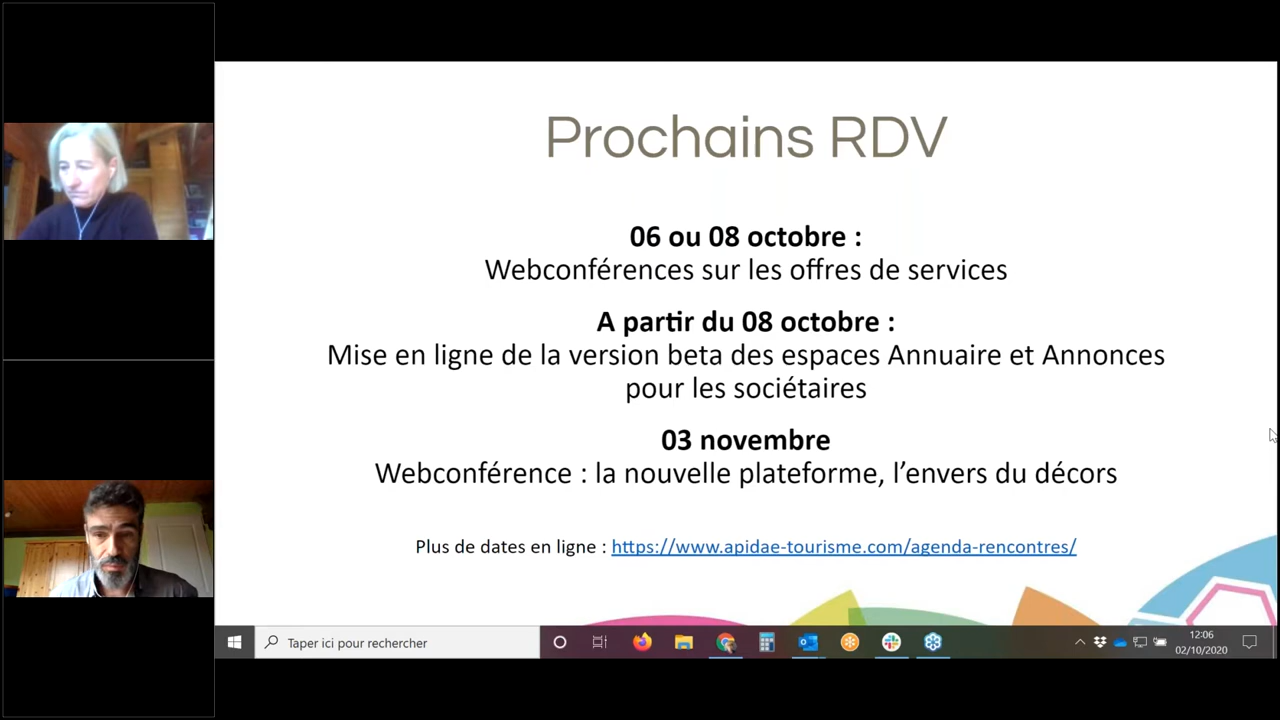 Prochains RDV
06 ou 08 octobre :
Webconférences sur les offres de services
A partir du 08 octobre :
Mise en ligne de la version beta des espaces Annuaire et Annonces
pour les sociétaires
03 novembre
Webconférence : la nouvelle plateforme, l’envers du décors
Plus de dates en ligne : https://www.apidae-tourisme.com/agenda-rencontres/
Taper ici pour rechercher
12:06
02/10/2020